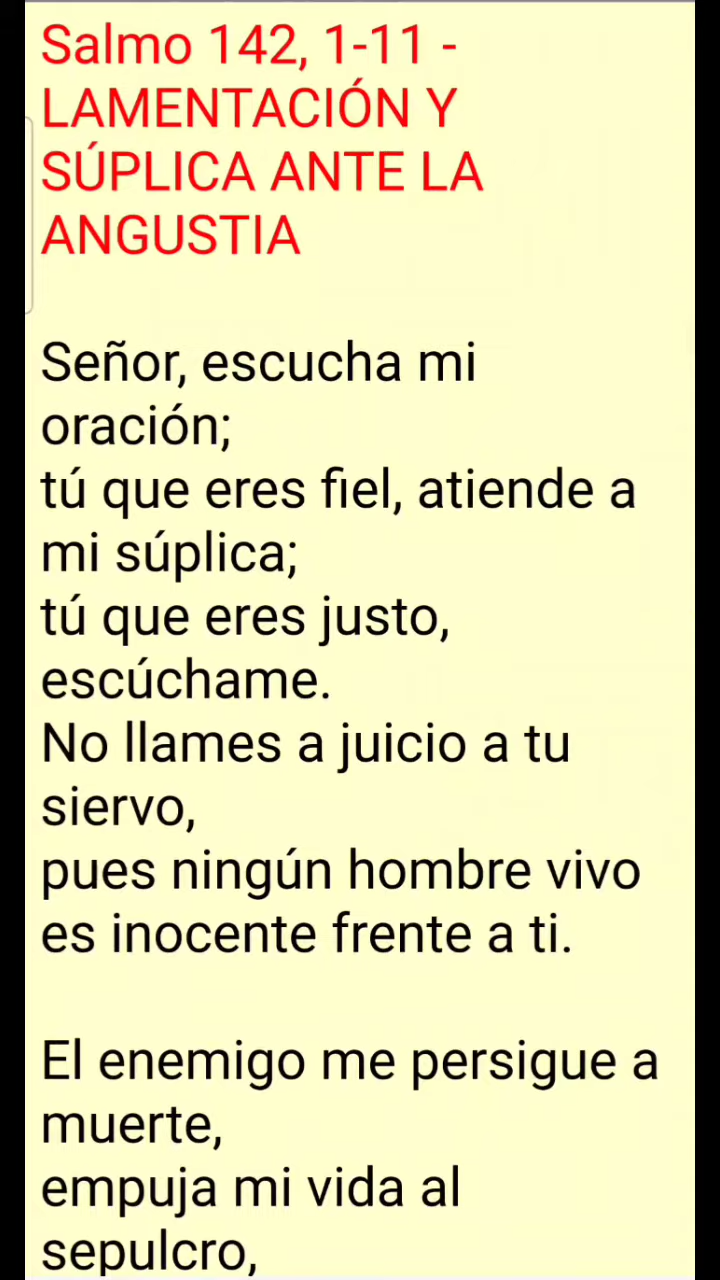 Salmo 142, 1-11 -
LAMENTACIÓN Y
SÚPLICA ANTE LA
ANGUSTIA
Señor, escucha mi
oración;
tú que eres fiel, atiende a
mi súplica;
tú que eres justo,
escúchame.
No llames a juicio a tu
siervo,
pues ningún hombre vivo
es inocente frente a ti.
El enemigo me persigue a
muerte,
empuja mi vida al
sepulcro,